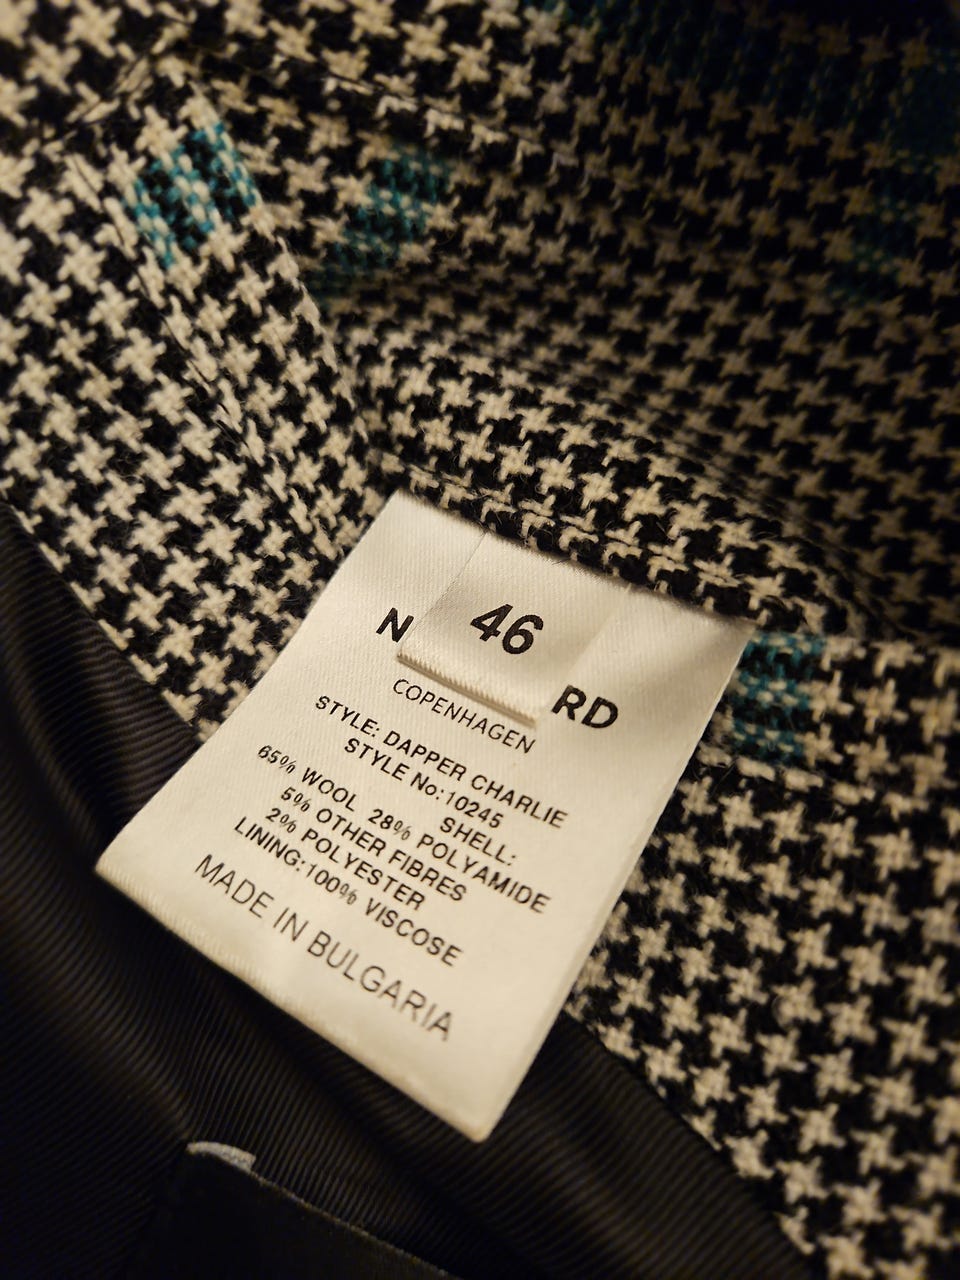 46
N RD
COPENHAGEN
STYLE: DAPPER CHARLIE
STYLE No:10245
SHELL:
65% WOOL 28% POLYAMIDE
5% OTHER FIBRES
2% POLYESTER
LINING:100% VISCOSE
MADE IN BULGARIA